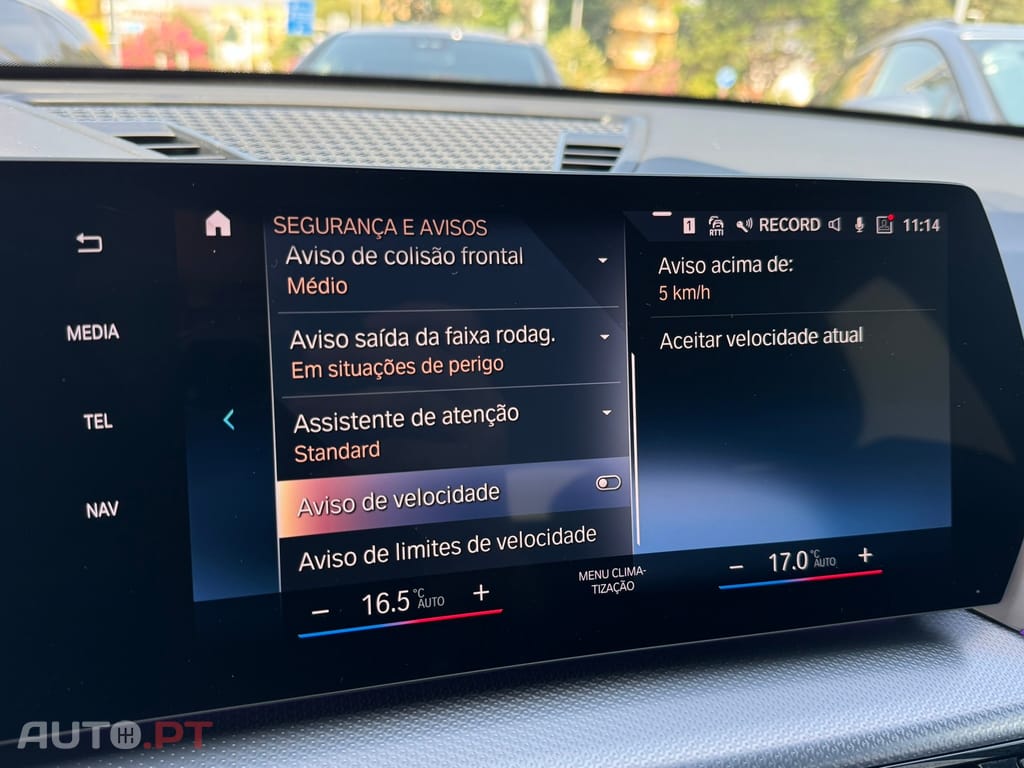 SEGURANÇA E AVISOS
1
RTTI
RECORD
11:14
Aviso de colisão frontal
Médio
Aviso saída da faixa rodag.
Em situações de perigo
Assistente de atenção
Standard
Aviso de velocidade
Aviso de limites de velocidade
Aviso acima de:
5 km/h
Aceitar velocidade atual
MEDIA
TEL
NAV
− 16.5 °C AUTO +
MENU CLIMA-
TIZAÇÃO
− 17.0 °C AUTO +
AUTO.PT